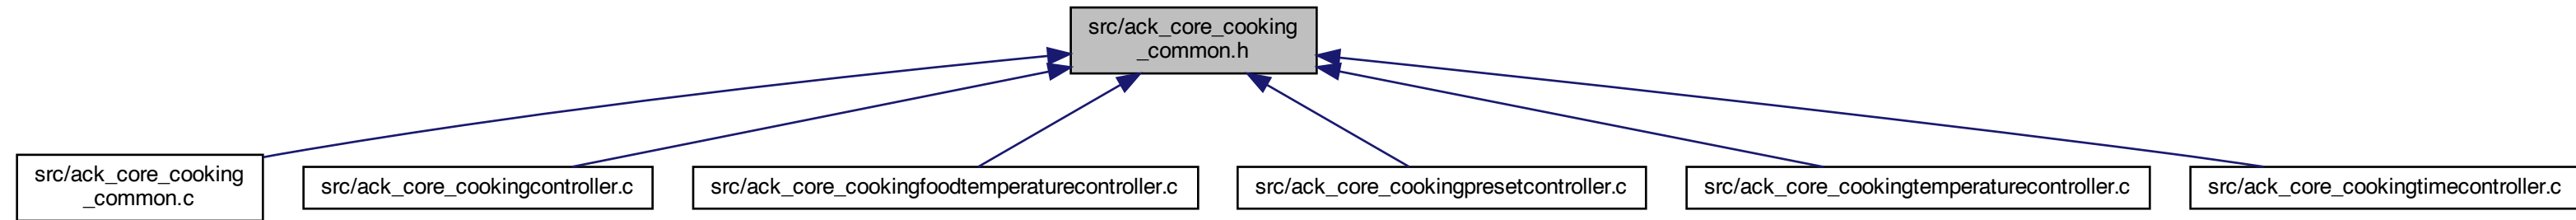 src/ack_core_cooking
_common.h
src/ack_core_cooking
_common.c
src/ack_core_cookingcontroller.c
src/ack_core_cookingfoodtemperaturecontroller.c
src/ack_core_cookingpresetcontroller.c
src/ack_core_cookingtemperaturecontroller.c
src/ack_core_cookingtimecontroller.c